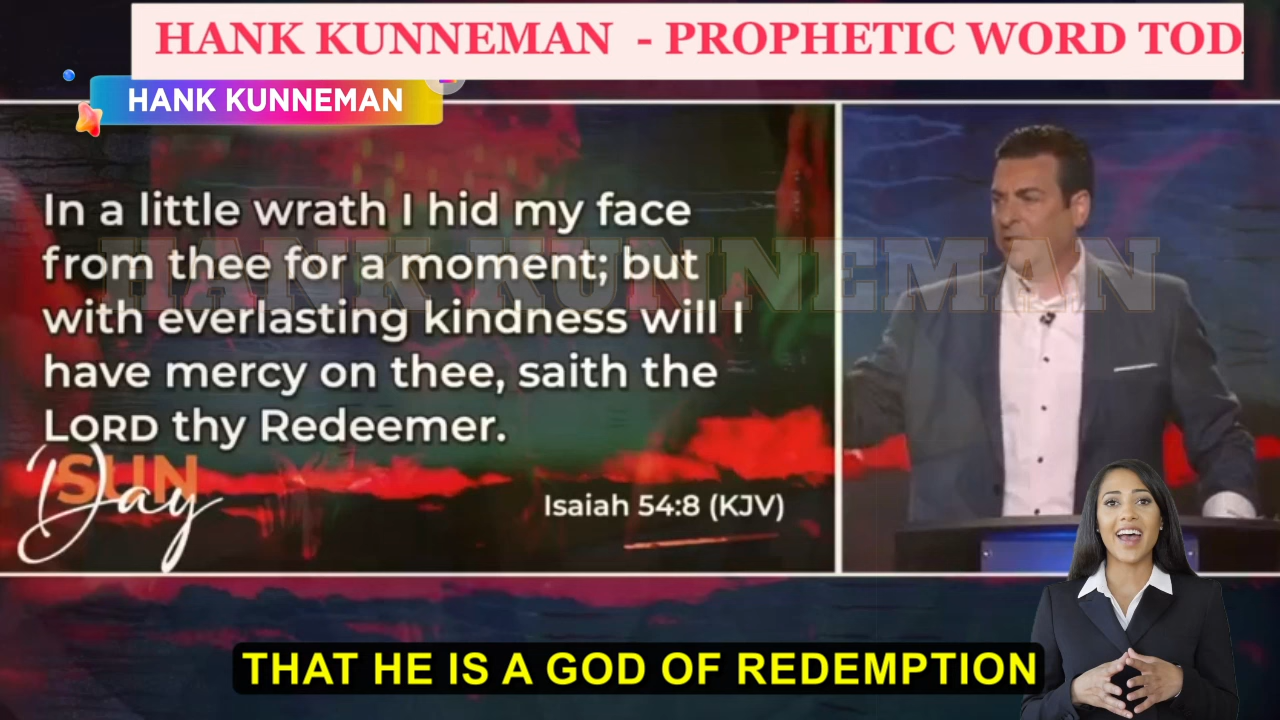 HANK KUNNEMAN - PROPHETIC WORD TOD
HANK KUNNEMAN
In a little wrath I hid my face
from thee for a moment; but
HANK KUNNEMAN
with everlasting kindness will I
have mercy on thee, saith the
LORD thy Redeemer.
SUN
Day
Isaiah 54:8 (KJV)
THAT HE IS A GOD OF REDEMPTION